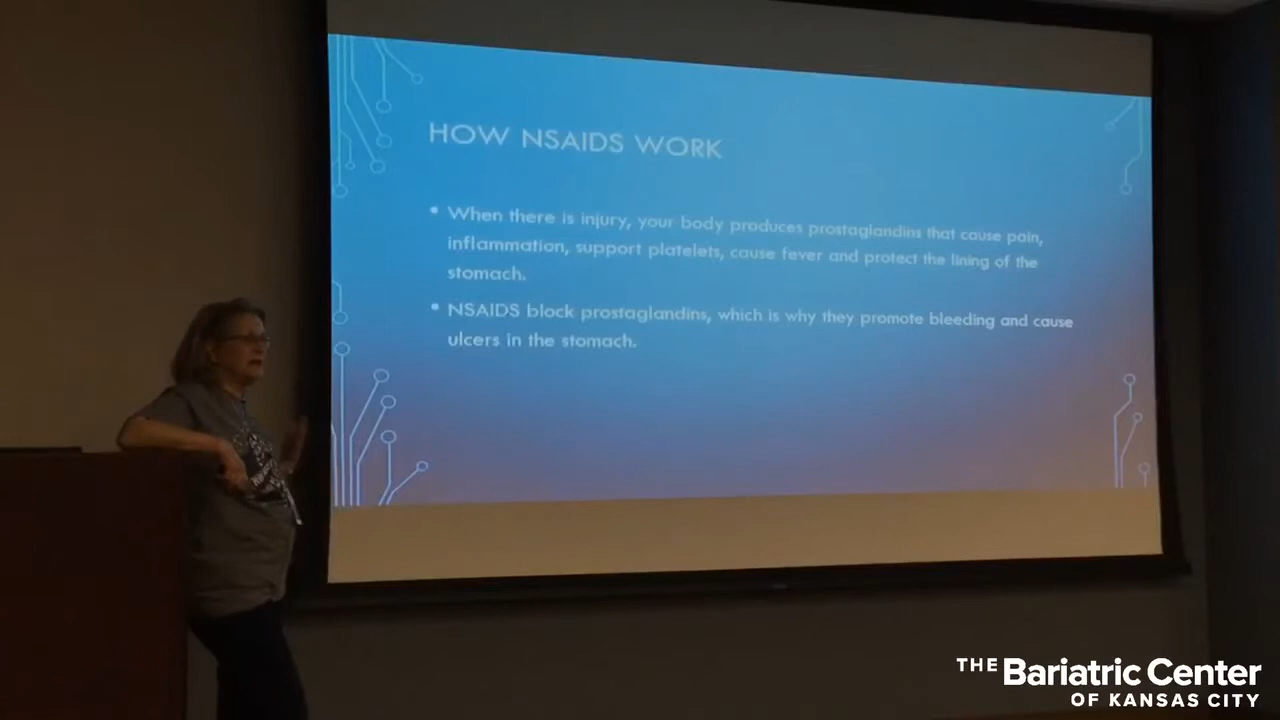 HOW NSAIDS WORK
• When there is injury, your body produces prostaglandins that cause pain,
inflammation, support platelets, cause fever and protect the lining of the
stomach.
• NSAIDS block prostaglandins, which is why they promote bleeding and cause
ulcers in the stomach.
THE Bariatric Center
OF KANSAS CITY